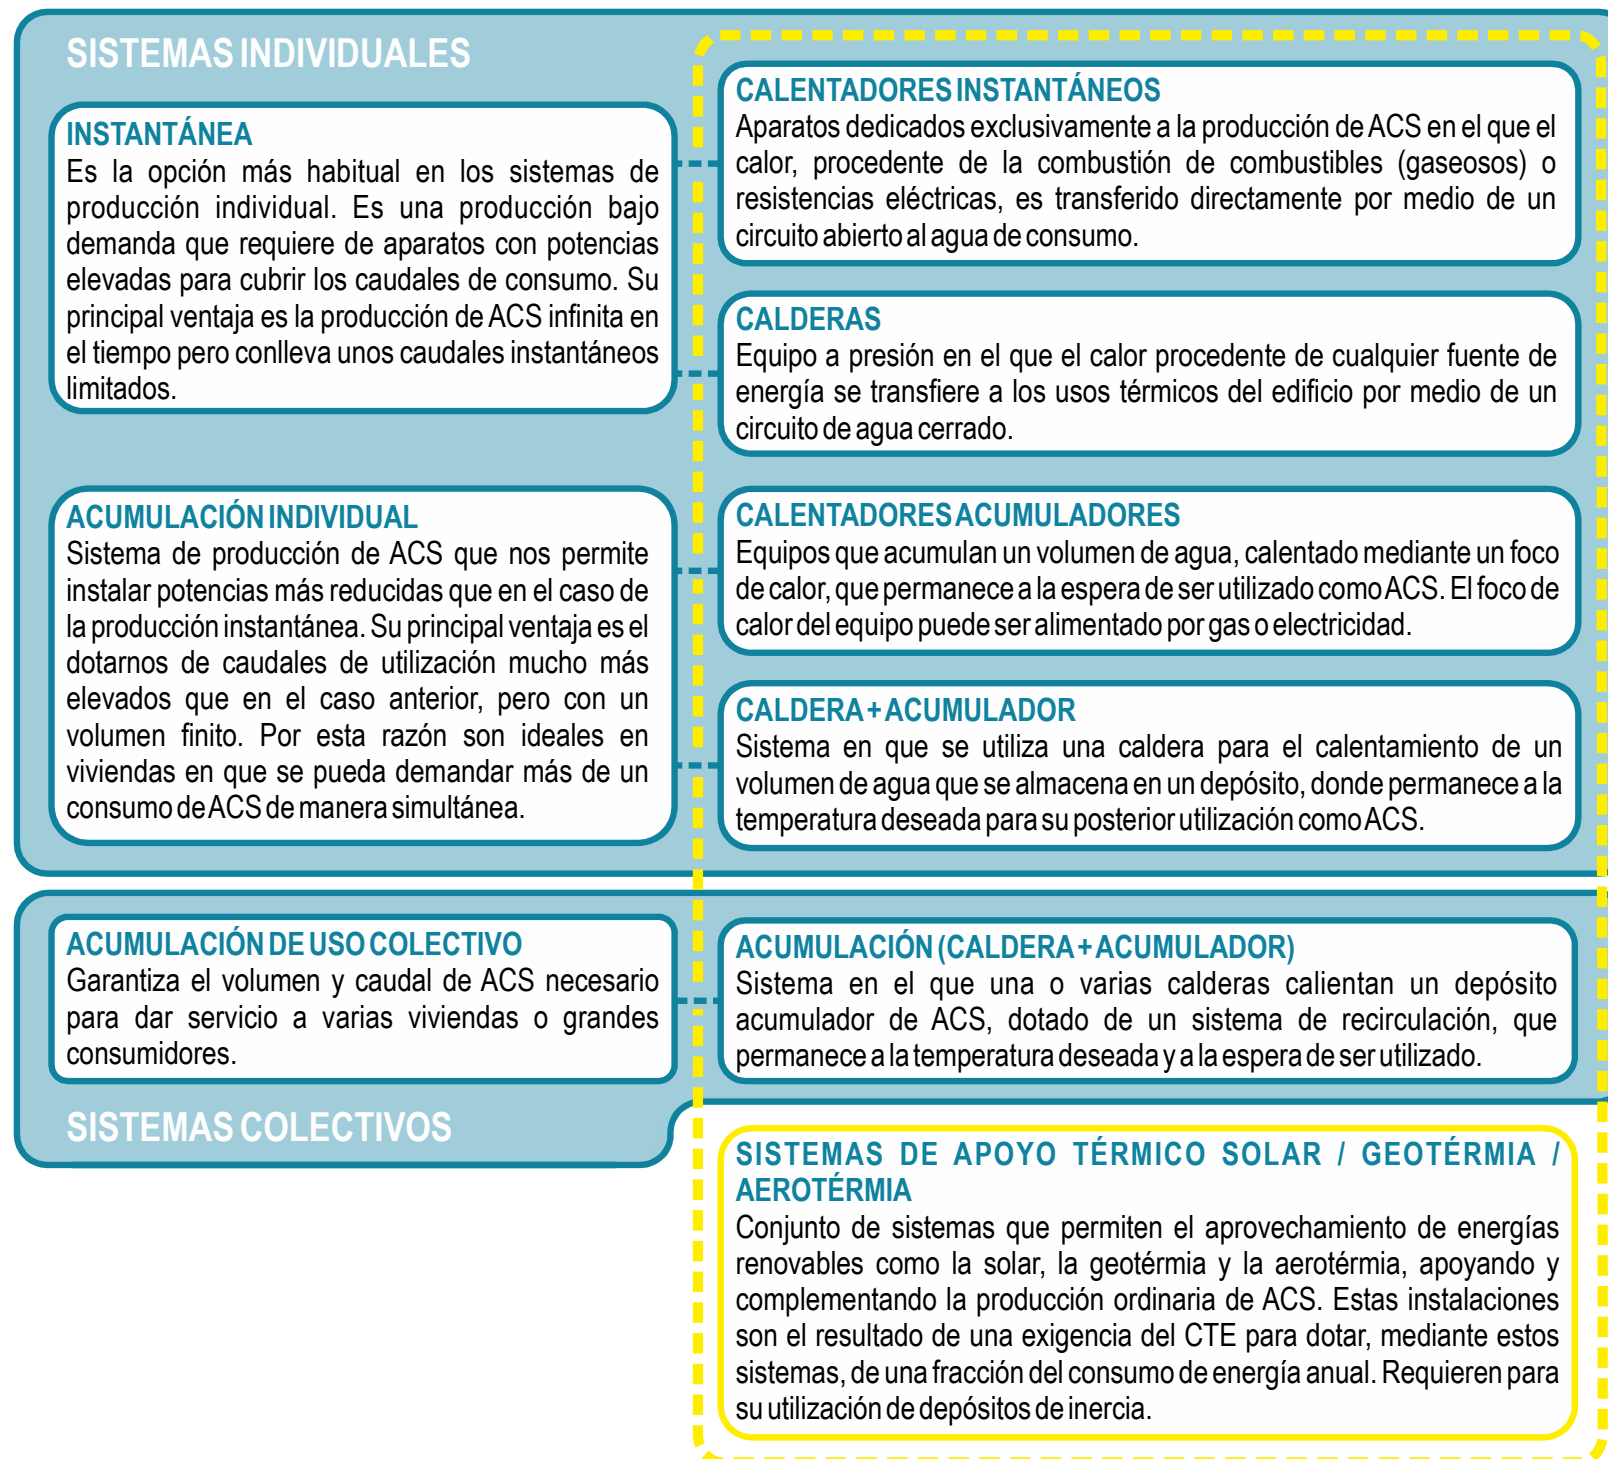 SISTEMAS INDIVIDUALES
INSTANTÁNEA
Es la opción más habitual en los sistemas de
producción individual. Es una producción bajo
demanda que requiere de aparatos con potencias
elevadas para cubrir los caudales de consumo. Su
principal ventaja es la producción de ACS infinita en
el tiempo pero conlleva unos caudales instantáneos
limitados.
CALENTADORES INSTANTÁNEOS
Aparatos dedicados exclusivamente a la producción de ACS en el que el
calor, procedente de la combustión de combustibles (gaseosos) o
resistencias eléctricas, es transferido directamente por medio de un
circuito abierto al agua de consumo.
CALDERAS
Equipo a presión en el que el calor procedente de cualquier fuente de
energía se transfiere a los usos térmicos del edificio por medio de un
circuito de agua cerrado.
ACUMULACIÓN INDIVIDUAL
Sistema de producción de ACS que nos permite
instalar potencias más reducidas que en el caso de
la producción instantánea. Su principal ventaja es el
dotarnos de caudales de utilización mucho más
elevados que en el caso anterior, pero con un
volumen finito. Por esta razón son ideales en
viviendas en que se pueda demandar más de un
consumo de ACS de manera simultánea.
CALENTADORES ACUMULADORES
Equipos que acumulan un volumen de agua, calentado mediante un foco
de calor, que permanece a la espera de ser utilizado como ACS. El foco de
calor del equipo puede ser alimentado por gas o electricidad.
CALDERA + ACUMULADOR
Sistema en que se utiliza una caldera para el calentamiento de un
volumen de agua que se almacena en un depósito, donde permanece a la
temperatura deseada para su posterior utilización como ACS.
ACUMULACIÓN DE USO COLECTIVO
Garantiza el volumen y caudal de ACS necesario
para dar servicio a varias viviendas o grandes
consumidores.
ACUMULACIÓN (CALDERA + ACUMULADOR)
Sistema en el que una o varias calderas calientan un depósito
acumulador de ACS, dotado de un sistema de recirculación, que
permanece a la temperatura deseada y a la espera de ser utilizado.
SISTEMAS COLECTIVOS
SISTEMAS DE APOYO TÉRMICO SOLAR / GEOTÉRMIA /
AEROTÉRMIA
Conjunto de sistemas que permiten el aprovechamiento de energías
renovables como la solar, la geotérmia y la aerotérmia, apoyando y
complementando la producción ordinaria de ACS. Estas instalaciones
son el resultado de una exigencia del CTE para dotar, mediante estos
sistemas, de una fracción del consumo de energía anual. Requieren para
su utilización de depósitos de inercia.